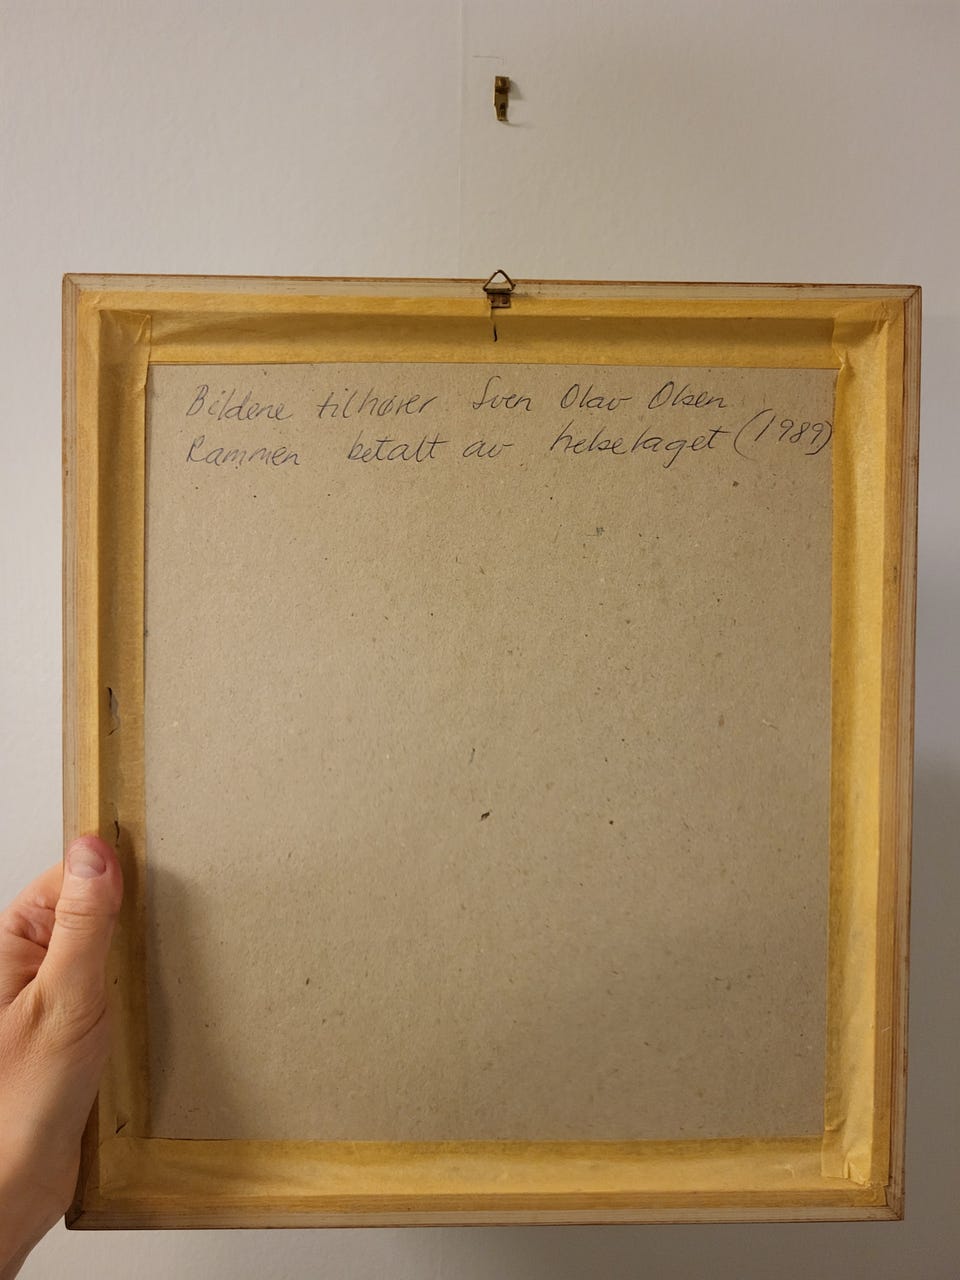 Bildene tilhører Sven Olav Olsen
Rammen betalt av helselaget (1989)